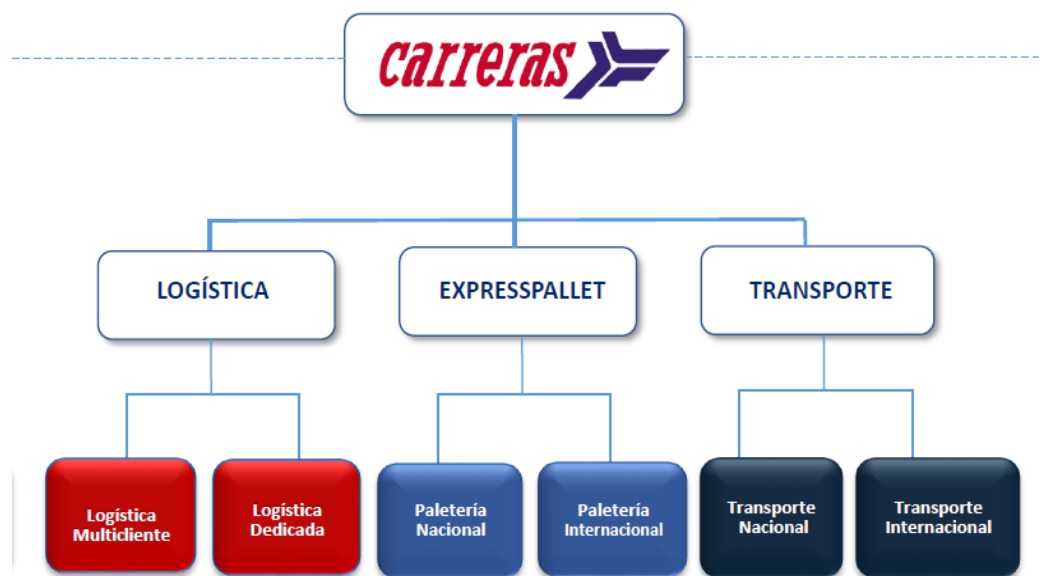 carreras
LOGÍSTICA
EXPRESSPALLET
TRANSPORTE
Logística
Multicliente
Logística
Dedicada
Paletería
Nacional
Paletería
Internacional
Transporte
Nacional
Transporte
Internacional